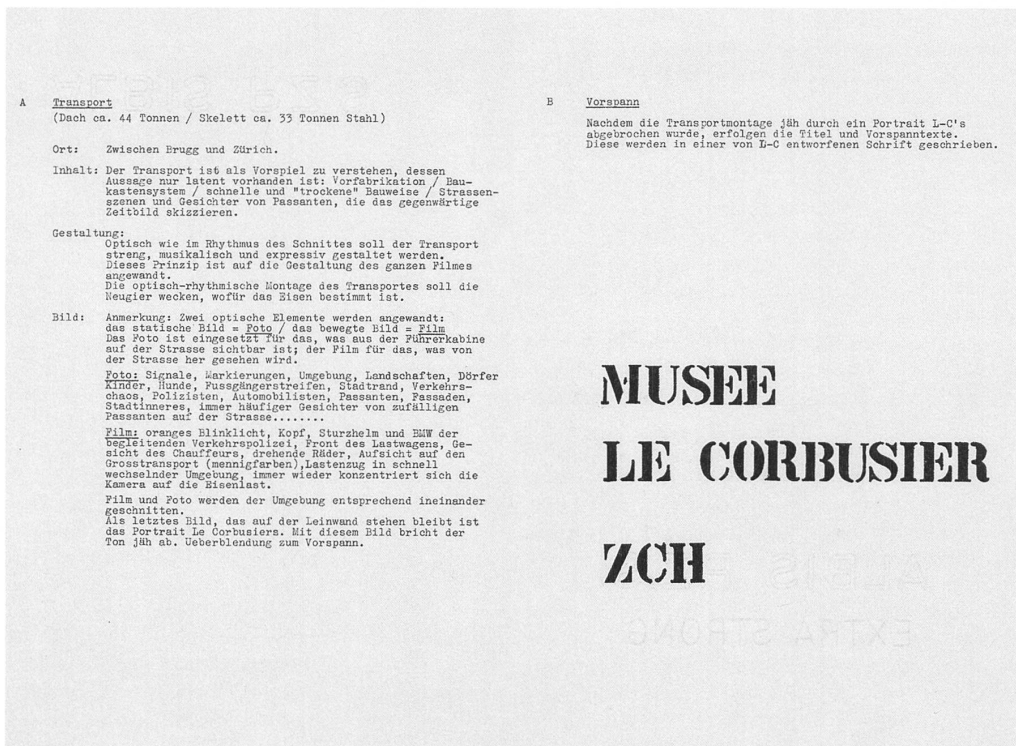 A Transport
(Dach ca. 44 Tonnen / Skelett ca. 33 Tonnen Stahl)
Ort: Zwischen Brugg und Zürich.
Inhalt: Der Transport ist als Vorspiel zu verstehen, dessen
Aussage nur latent vorhanden ist: Vorfabrikation / Bau-
kastensystem / schnelle und "trockene" Bauweise / Strassen-
szenen und Gesichter von Passanten, die das gegenwärtige
Zeitbild skizzieren.
Gestaltung:
Optisch wie im Rhythmus des Schnittes soll der Transport
streng, musikalisch und expressiv gestaltet werden.
Dieses Prinzip ist auf die Gestaltung des ganzen Filmes
angewandt.
Die optisch-rhythmische Montage des Transportes soll die
Neugier wecken, wofür das Eisen bestimmt ist.
Bild: Anmerkung: Zwei optische Elemente werden angewandt:
das statische Bild = Foto / das bewegte Bild = Film
Das Foto ist eingesetzt für das, was aus der Führerkabine
auf der Strasse sichtbar ist; der Film für das, was von
der Strasse her gesehen wird.
Foto: Signale, Markierungen, Umgebung, Landschaften, Dörfer
Kinder, Hunde, Fussgängerstreifen, Stadtrand, Verkehrs-
chaos, Polizisten, Automobilisten, Passanten, Fassaden,
Stadtinneres, immer häufiger Gesichter von zufälligen
Passanten auf der Strasse........
Film: oranges Blinklicht, Kopf, Sturzhelm und BMW der
begleitenden Verkehrspolizei, Front des Lastwagens, Ge-
sicht des Chauffeurs, drehende Räder, Aufsicht auf den
Grosstransport (mennigfarben),Lastenzug in schnell
wechselnder Umgebung, immer wieder konzentriert sich die
Kamera auf die Eisenlast.
Film und Foto werden der Umgebung entsprechend ineinander
geschnitten.
Als letztes Bild, das auf der Leinwand stehen bleibt ist
das Portrait Le Corbusiers. Mit diesem Bild bricht der
Ton jäh ab. Ueberblendung zum Vorspann.
B Vorspann
Nachdem die Transportmontage jäh durch ein Portrait L-C's
abgebrochen wurde, erfolgen die Titel und Vorspanntexte.
Diese werden in einer von L-C entworfenen Schrift geschrieben.
MUSEE
LE CORBUSIER
ZCH
EXTRA STRONG